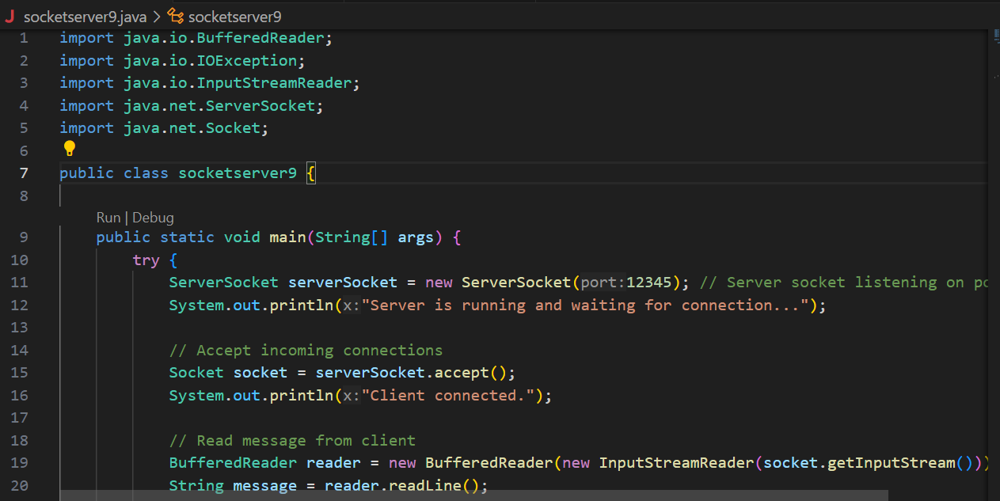 socketserver9.java > socketserver9
1 import java.io.BufferedReader;
2 import java.io.IOException;
3 import java.io.InputStreamReader;
4 import java.net.ServerSocket;
5 import java.net.Socket;
6
7 public class socketserver9 {
8
Run | Debug
9 public static void main(String[] args) {
10 try {
11 ServerSocket serverSocket = new ServerSocket(port:12345); // Server socket listening on
12 System.out.println(x:"Server is running and waiting for connection...");
13
14 // Accept incoming connections
15 Socket socket = serverSocket.accept();
16 System.out.println(x:"Client connected.");
17
18 // Read message from client
19 BufferedReader reader = new BufferedReader(new InputStreamReader(socket.getInputStream()))
20 String message = reader.readLine();